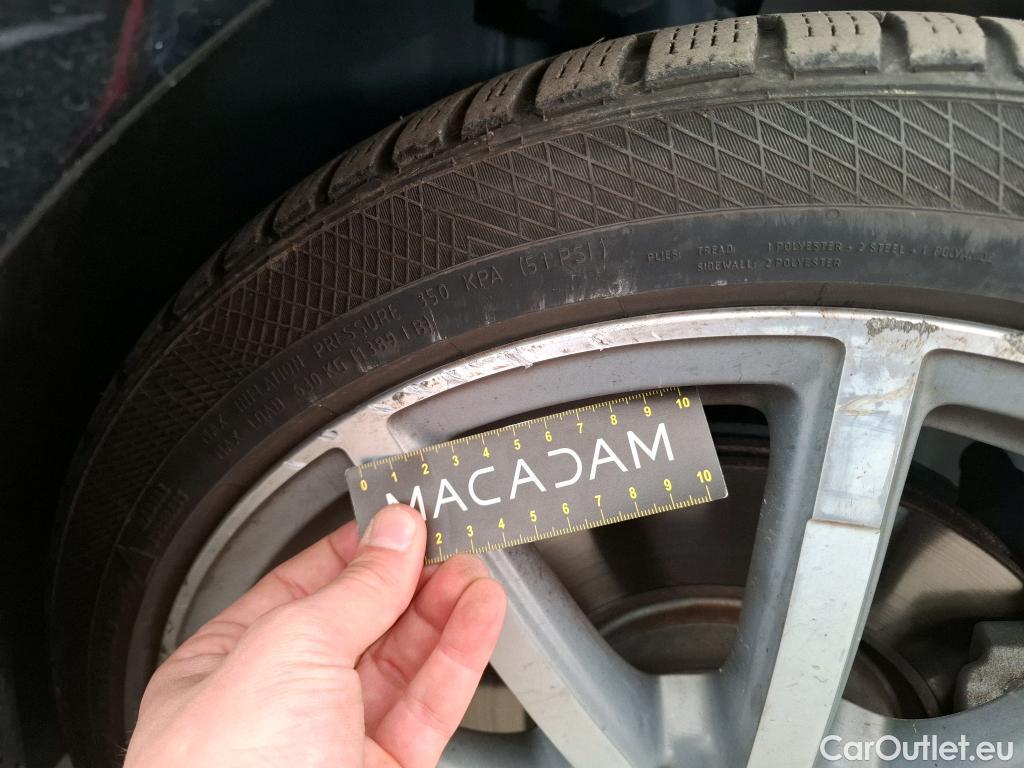 MAX INFLATION PRESSURE 350 KPA (51 PSI)
MAX LOAD 630 KG (1389 LB)
PLIES: TREAD: 1 POLYESTER + 2 STEEL + 1 POLYAMIDE
SIDEWALL: 2 POLYESTER
0 1 2 3 4 5 6 7 8 9 10
MACADAM
2 3 4 5 6 7 8 9 10
CarOutlet.eu